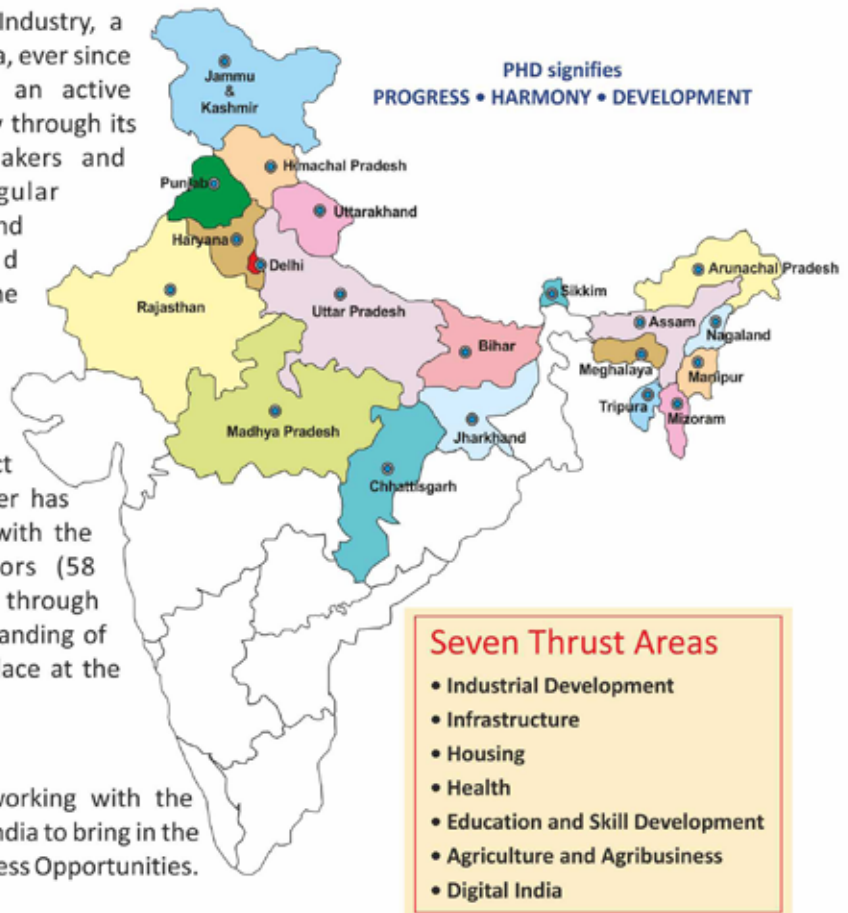 Industry, a
, ever since
an active
through its
akers and
gular
nd
d
ne
ct
er has
with the
ors (58
through
anding of
lace at the
working with the
ndia to bring in the
ess Opportunities.
PHD signifies
PROGRESS • HARMONY • DEVELOPMENT
Jammu
&
Kashmir
Himachal Pradesh
Punjab
Uttarakhand
Haryana
Delhi
Rajasthan
Uttar Pradesh
Sikkim
Arunachal Pradesh
Assam
Nagaland
Bihar
Meghalaya
Manipur
Tripura
Mizoram
Madhya Pradesh
Jharkhand
Chhattisgarh
Seven Thrust Areas
• Industrial Development
• Infrastructure
• Housing
• Health
• Education and Skill Development
• Agriculture and Agribusiness
• Digital India